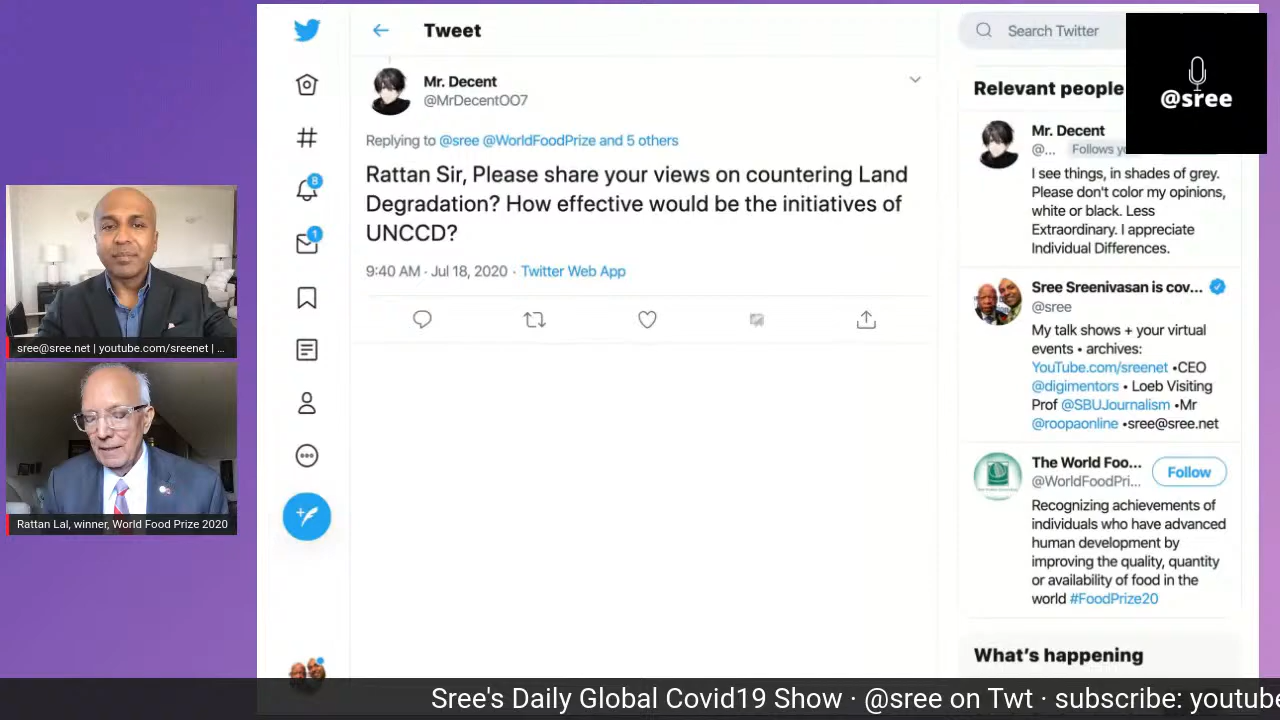 Tweet
Mr. Decent
@MrDecentOO7
Replying to @sree @WorldFoodPrize and 5 others
Rattan Sir, Please share your views on countering Land
Degradation? How effective would be the initiatives of
UNCCD?
9:40 AM · Jul 18, 2020 · Twitter Web App
8
1
Search Twitter
@sree
Relevant people
Mr. Decent
@...
Follows
I see things, in shades of grey.
Please don't color my opinions,
white or black. Less
Extraordinary. I appreciate
Individual Differences.
Sree Sreenivasan is cov...
@sree
My talk shows + your virtual
events • archives:
YouTube.com/sreenet •CEO
@digimentors • Loeb Visiting
Prof @SBUJournalism •Mr
@roopaonline •sree@sree.net
The World Foo...
@WorldFoodPri...
Follow
Recognizing achievements of
individuals who have advanced
human development by
improving the quality, quantity
or availability of food in the
world #FoodPrize20
What's happening
sree@sree.net | youtube.com/sreenet | ...
Rattan Lal, winner, World Food Prize 2020
Sree's Daily Global Covid19 Show · @sree on Twt · subscribe: youtube